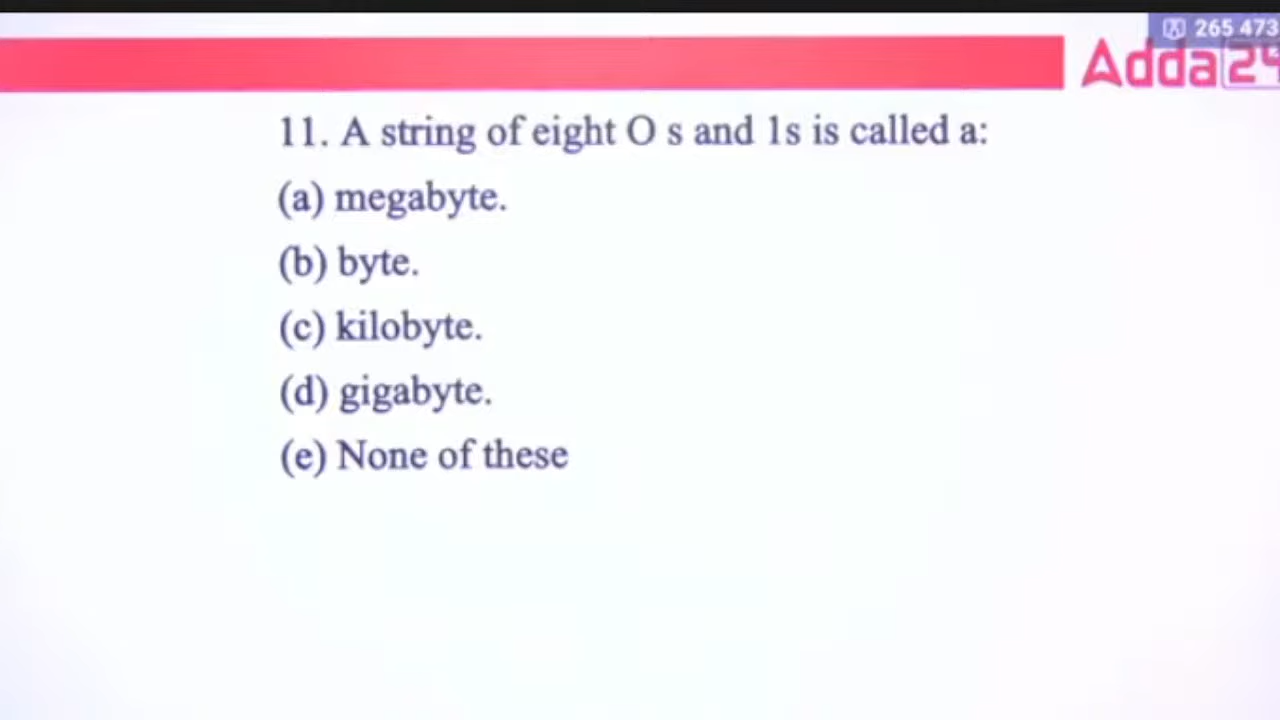 265 473
Adda24
11. A string of eight O s and 1s is called a:
(a) megabyte.
(b) byte.
(c) kilobyte.
(d) gigabyte.
(e) None of these